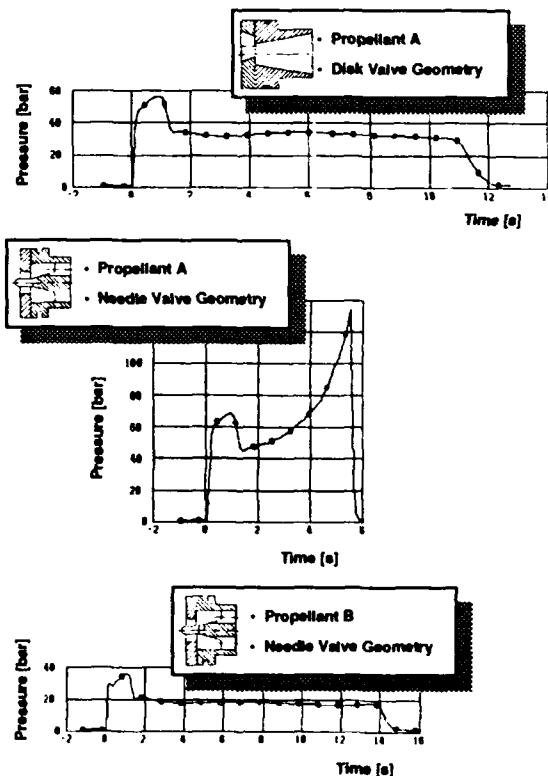 • Propellant A
• Disk Valve Geometry
Pressure [bar]
60
40
20
0
-2 0 2 4 6 8 10 12
Time [s]
• Propellant A
• Needle Valve Geometry
Pressure [bar]
100
80
60
40
20
0
-2 0 2 4 6
Time [s]
• Propellant B
• Needle Valve Geometry
Pressure [bar]
40
20
0
-2 0 2 4 6 8 10 12 14 16
Time [s]